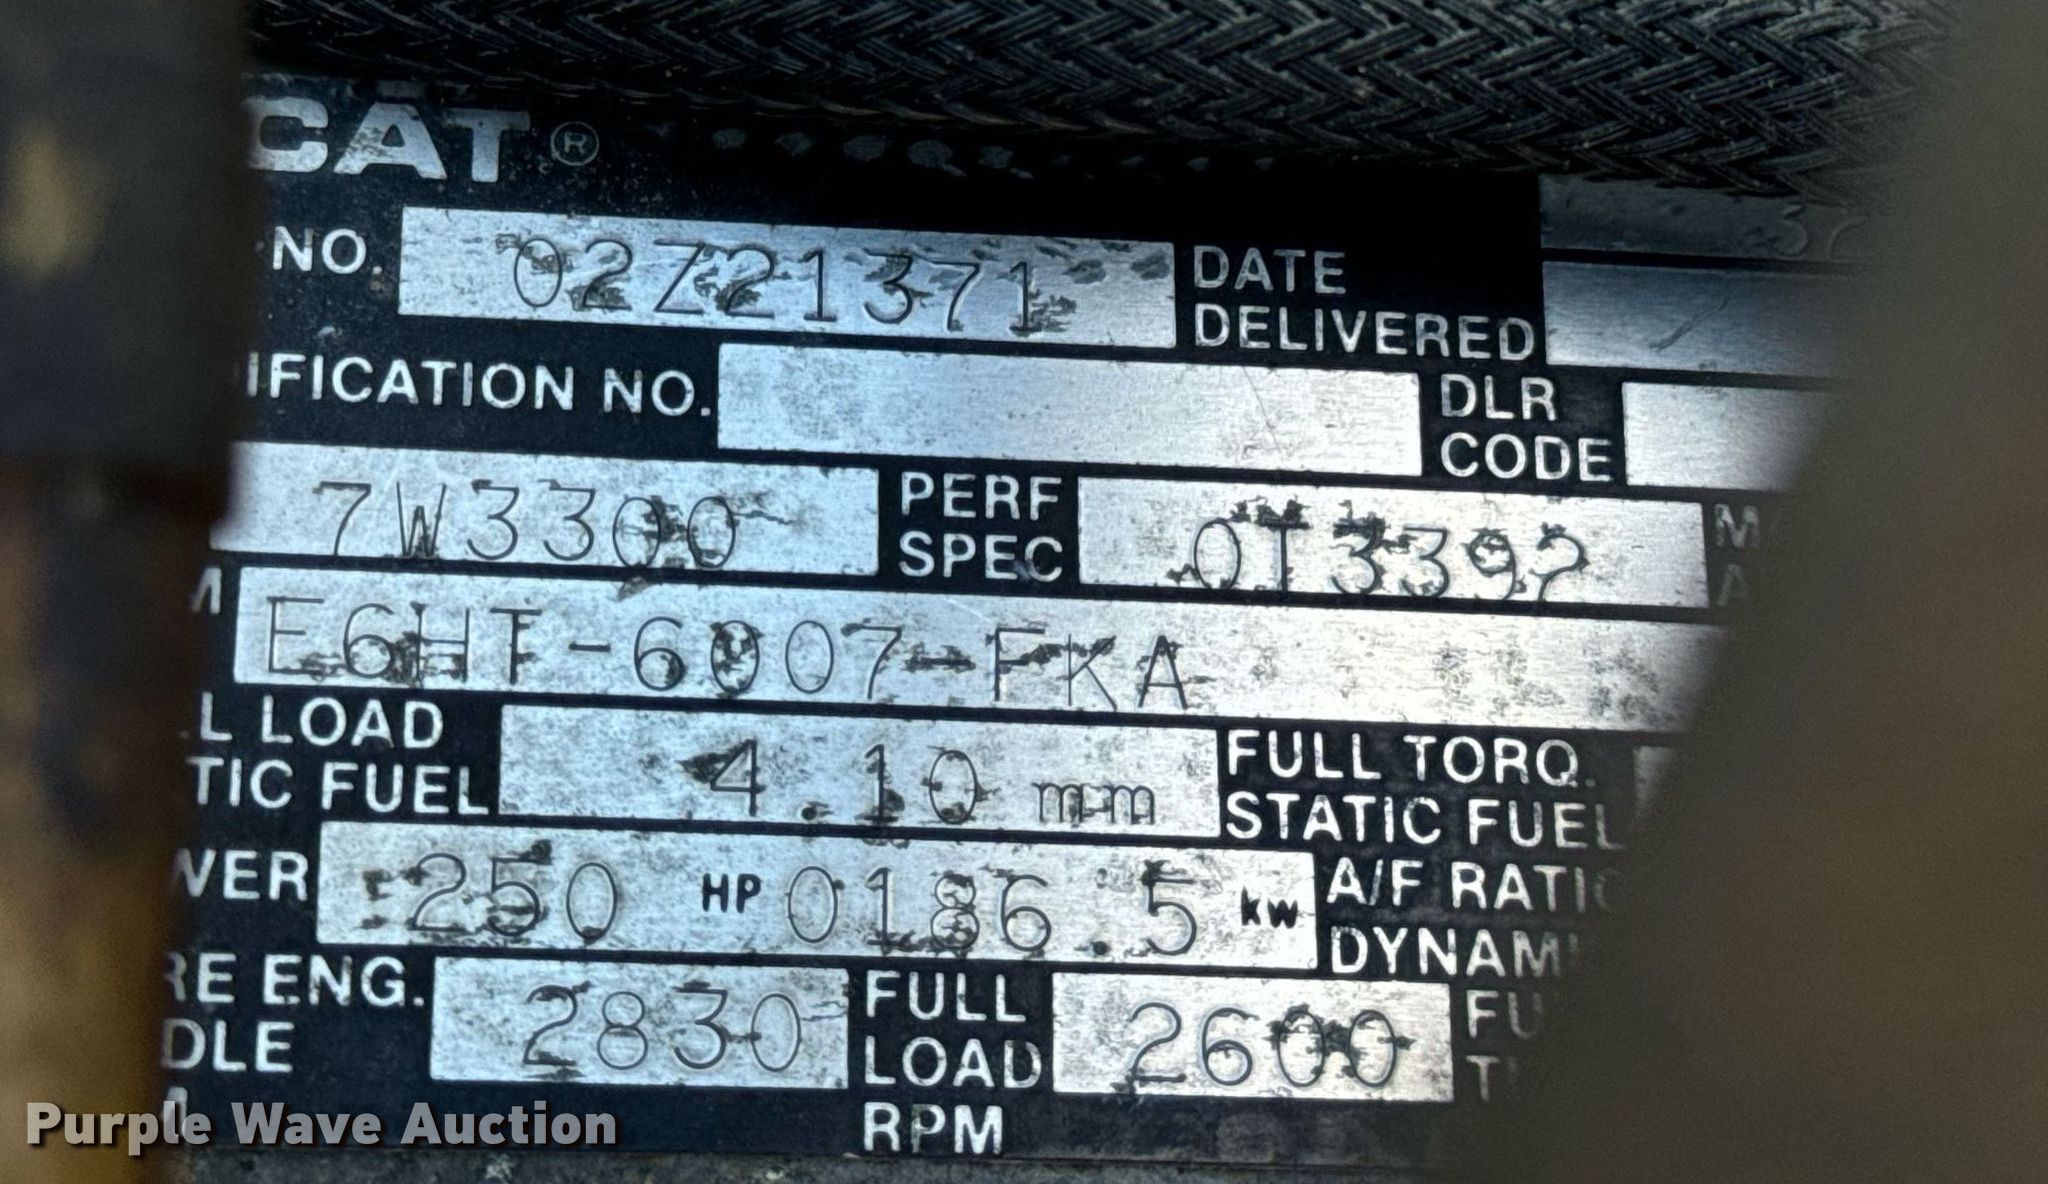 CAT®
NO. 02Z21371 DATE DELIVERED
IFICATION NO. DLR CODE
7W3300 PERF SPEC 0T3392
M E6HT-6007-FKA
L LOAD TIC FUEL 4.10 mm FULL TORQ. STATIC FUEL
WER 250 HP 0186.5 kW A/F RATIO DYNAM
RE ENG. DLE 2830 FULL LOAD RPM 2600 FU
Purple Wave Auction